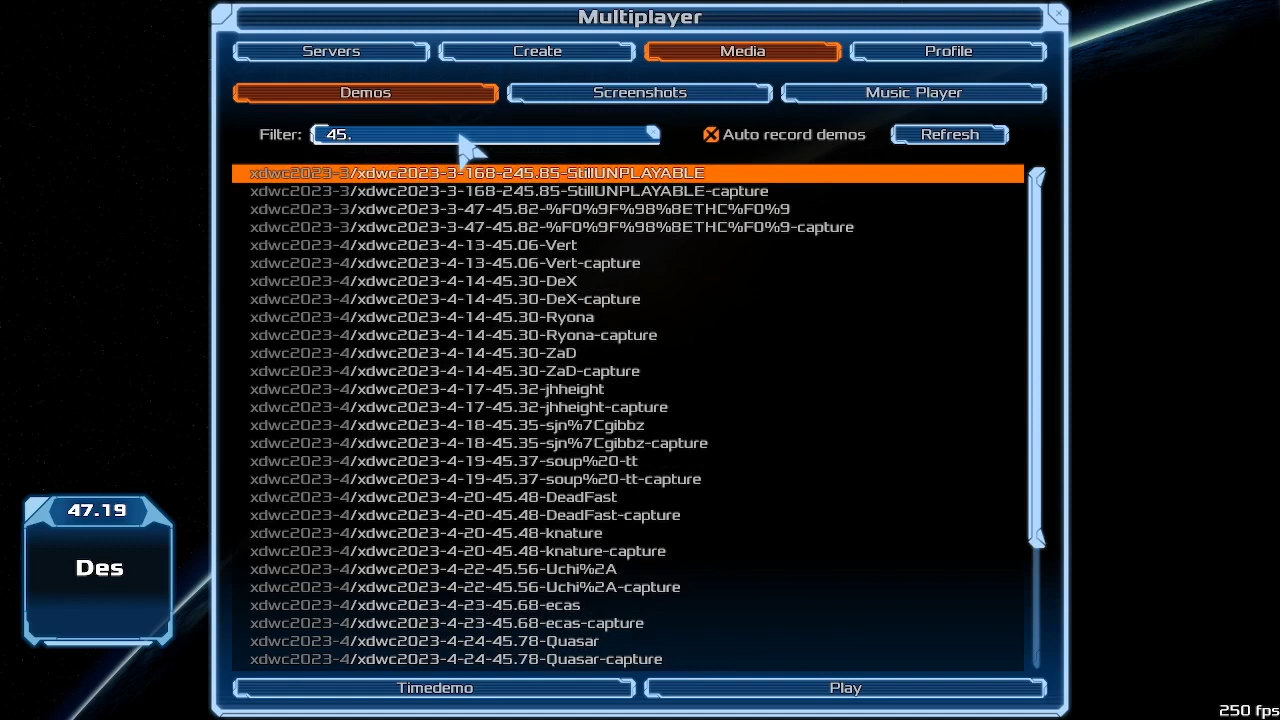 Multiplayer
Servers Create Media Profile
Demos Screenshots Music Player
Filter: 45. Auto record demos Refresh
xdwc2023-3/xdwc2023-3-168-245.85-StillUNPLAYABLE
xdwc2023-3/xdwc2023-3-168-245.85-StillUNPLAYABLE-capture
xdwc2023-3/xdwc2023-3-47-45.82-%F0%9F%98%8ETHC%F0%9
xdwc2023-3/xdwc2023-3-47-45.82-%F0%9F%98%8ETHC%F0%9-capture
xdwc2023-4/xdwc2023-4-13-45.06-Vert
xdwc2023-4/xdwc2023-4-13-45.06-Vert-capture
xdwc2023-4/xdwc2023-4-14-45.30-DeX
xdwc2023-4/xdwc2023-4-14-45.30-DeX-capture
xdwc2023-4/xdwc2023-4-14-45.30-Ryona
xdwc2023-4/xdwc2023-4-14-45.30-Ryona-capture
xdwc2023-4/xdwc2023-4-14-45.30-ZaD
xdwc2023-4/xdwc2023-4-14-45.30-ZaD-capture
xdwc2023-4/xdwc2023-4-17-45.32-jhheight
xdwc2023-4/xdwc2023-4-17-45.32-jhheight-capture
xdwc2023-4/xdwc2023-4-18-45.35-sjn%7Cgibbz
xdwc2023-4/xdwc2023-4-18-45.35-sjn%7Cgibbz-capture
xdwc2023-4/xdwc2023-4-19-45.37-soup%20-tt
xdwc2023-4/xdwc2023-4-19-45.37-soup%20-tt-capture
xdwc2023-4/xdwc2023-4-20-45.48-DeadFast
xdwc2023-4/xdwc2023-4-20-45.48-DeadFast-capture
xdwc2023-4/xdwc2023-4-20-45.48-knature
xdwc2023-4/xdwc2023-4-20-45.48-knature-capture
xdwc2023-4/xdwc2023-4-22-45.56-Uchi%2A
xdwc2023-4/xdwc2023-4-22-45.56-Uchi%2A-capture
xdwc2023-4/xdwc2023-4-23-45.68-ecas
xdwc2023-4/xdwc2023-4-23-45.68-ecas-capture
xdwc2023-4/xdwc2023-4-24-45.78-Quasar
xdwc2023-4/xdwc2023-4-24-45.78-Quasar-capture
Timedemo Play
47.19
Des
250 fps